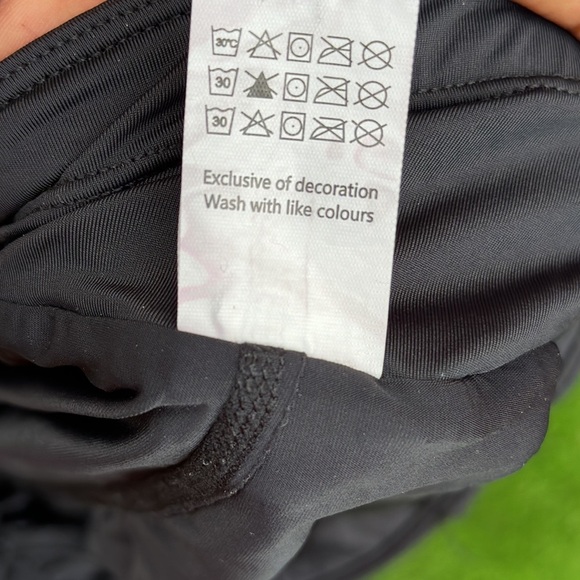 30°C
30
30
Exclusive of decoration
Wash with like colours